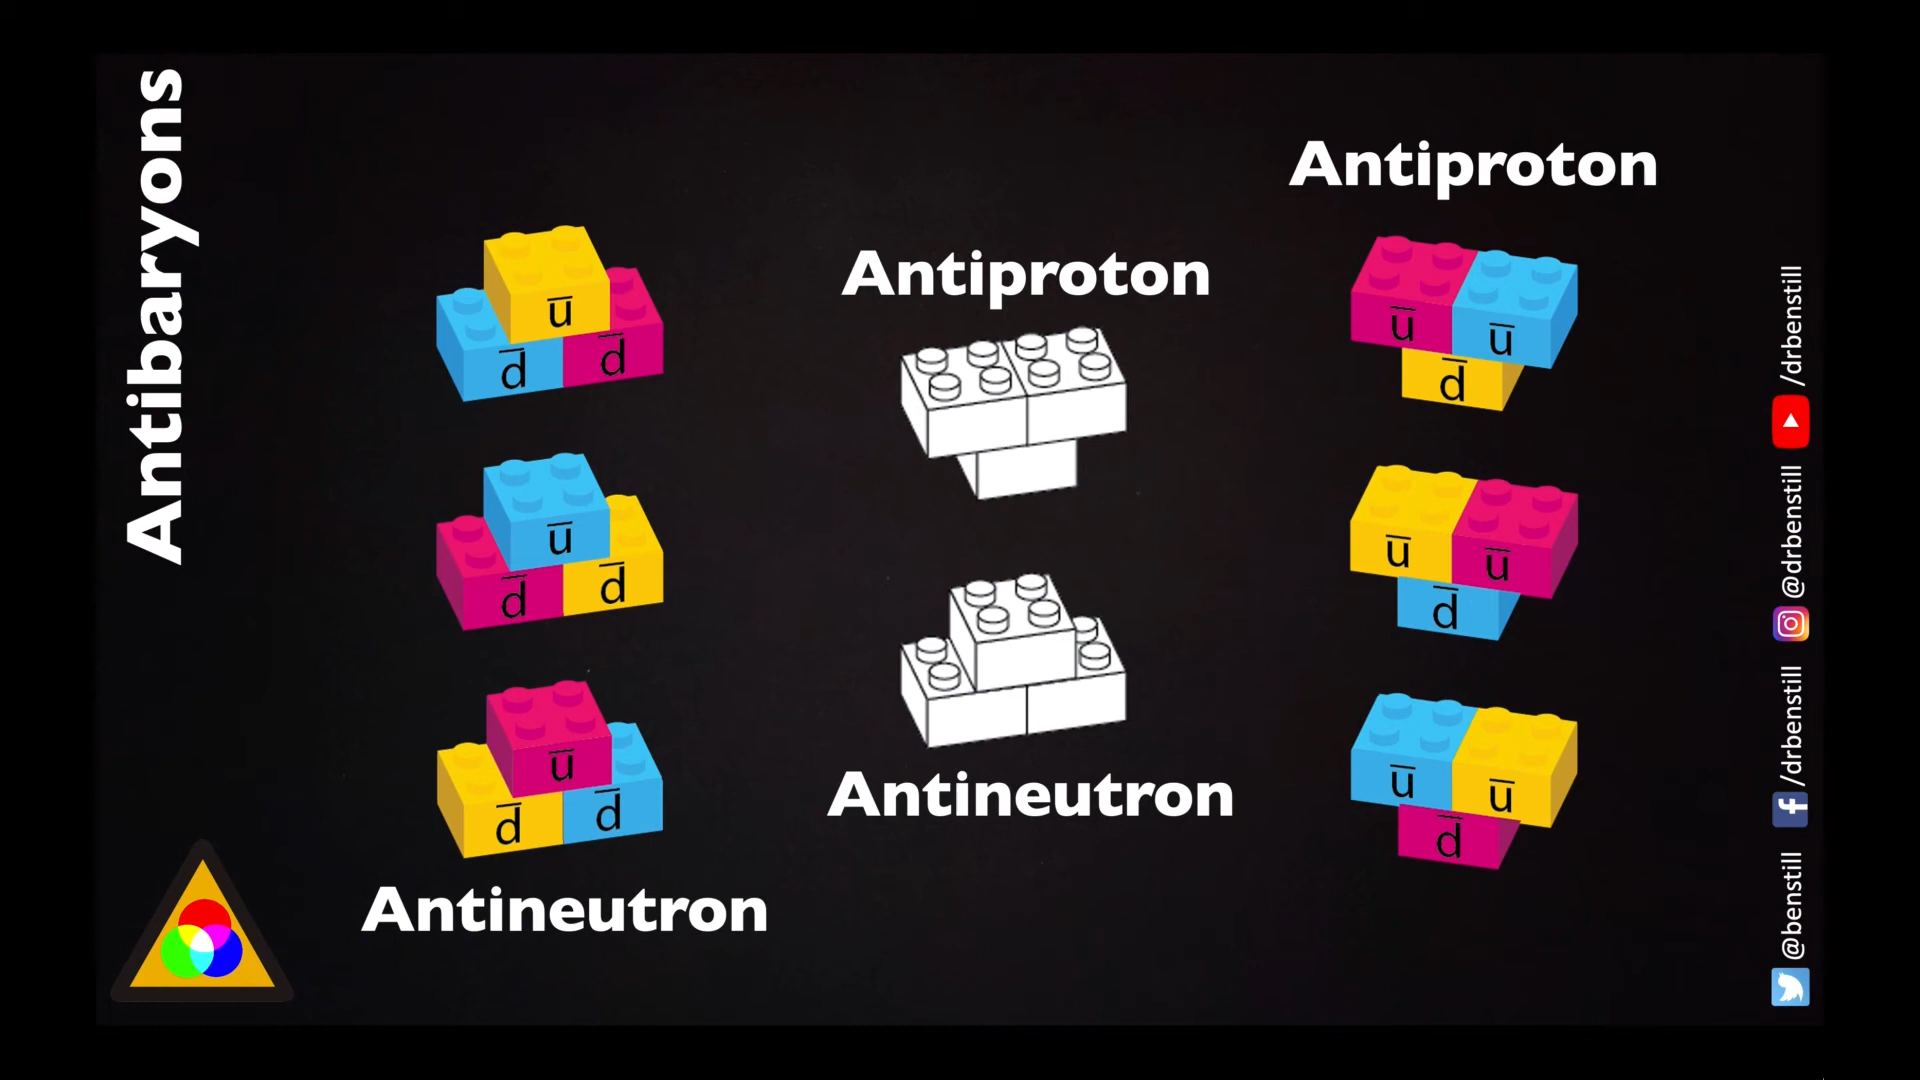 Antibaryons
u̅
d̅ d̅
u̅
d̅ d̅
u̅
d̅ d̅
Antineutron
Antiproton
Antineutron
Antiproton
u̅ u̅
d̅
u̅ u̅
d̅
u̅ u̅
d̅
/drbenstill
@drbenstill
/drbenstill
@benstill